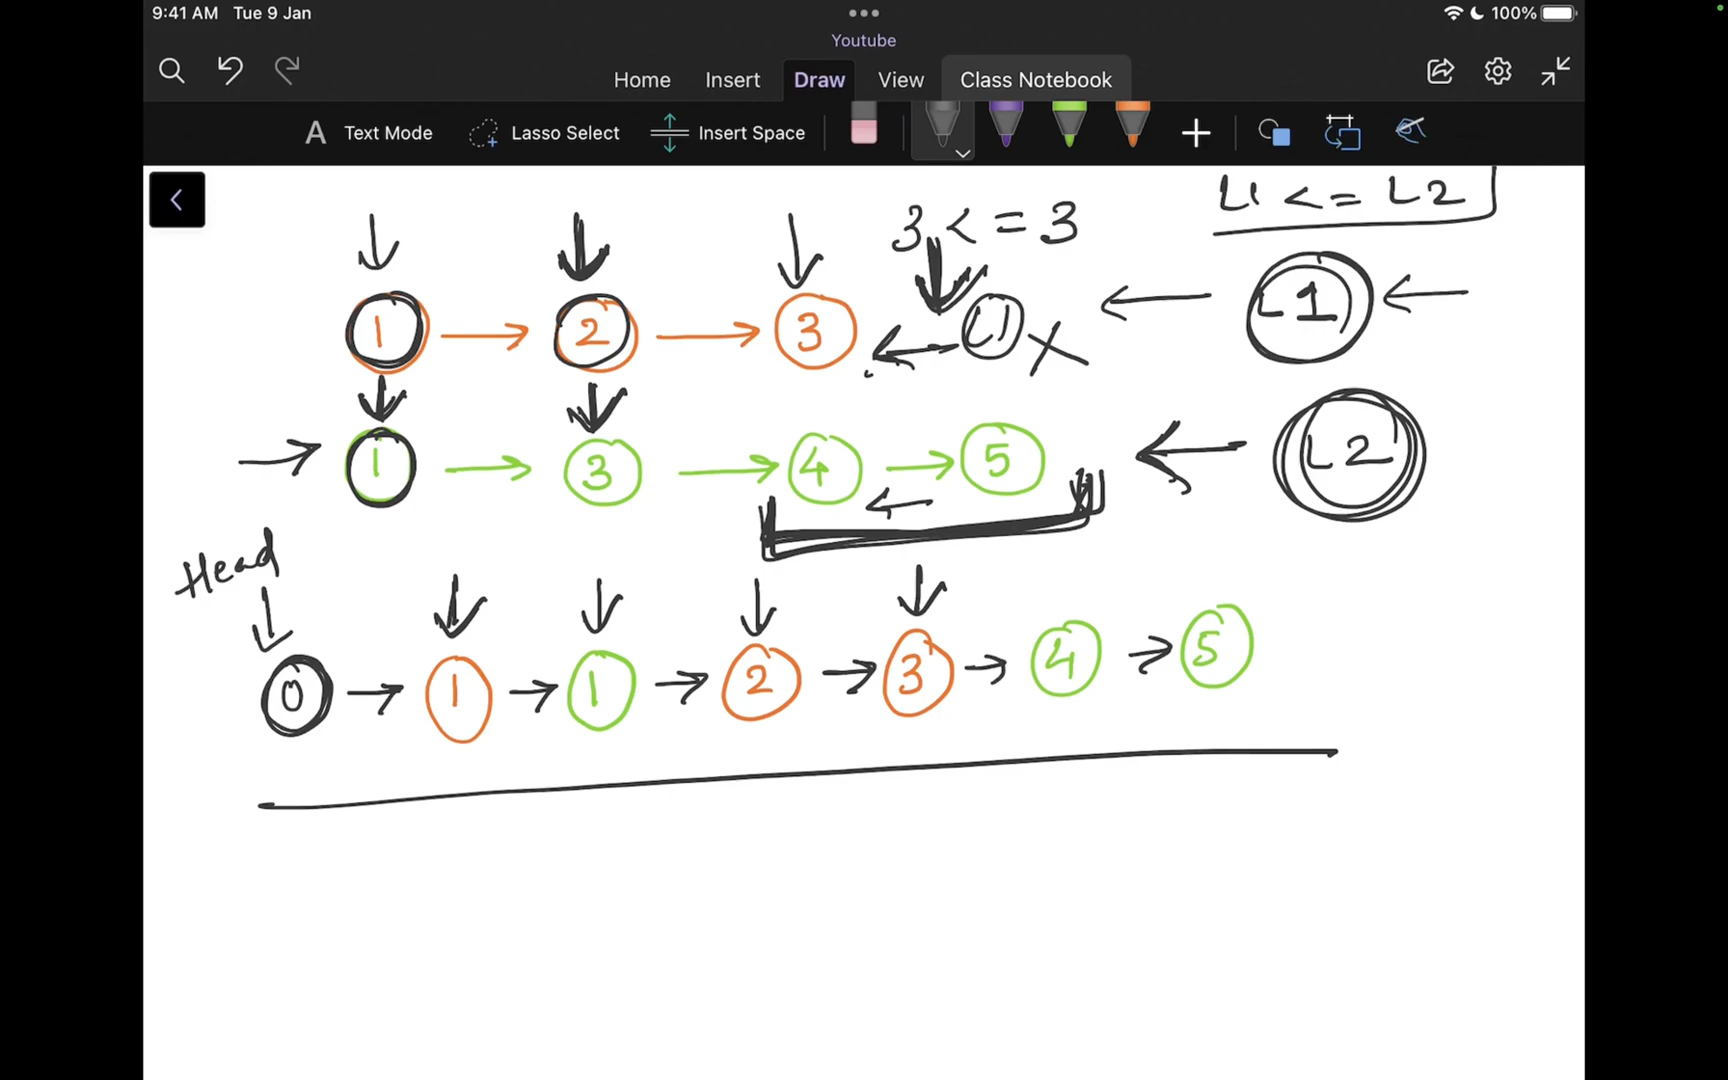 9:41 AM Tue 9 Jan
100%
Youtube
Home Insert Draw View Class Notebook
A Text Mode Lasso Select Insert Space
L1 <= L2
3 <= 3
1 2 3 L1 X L1
1 3 4 5 L2
Head
0 1 1 2 3 4 5